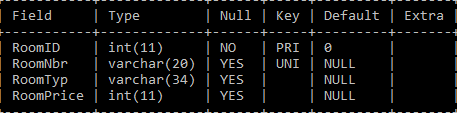 | Field | Type | Null | Key | Default | Extra |
| RoomID | int(11) | NO | PRI | 0 | |
| RoomNbr | varchar(20) | YES | UNI | NULL | |
| RoomTyp | varchar(34) | YES | | NULL | |
| RoomPrice | int(11) | YES | | NULL | |